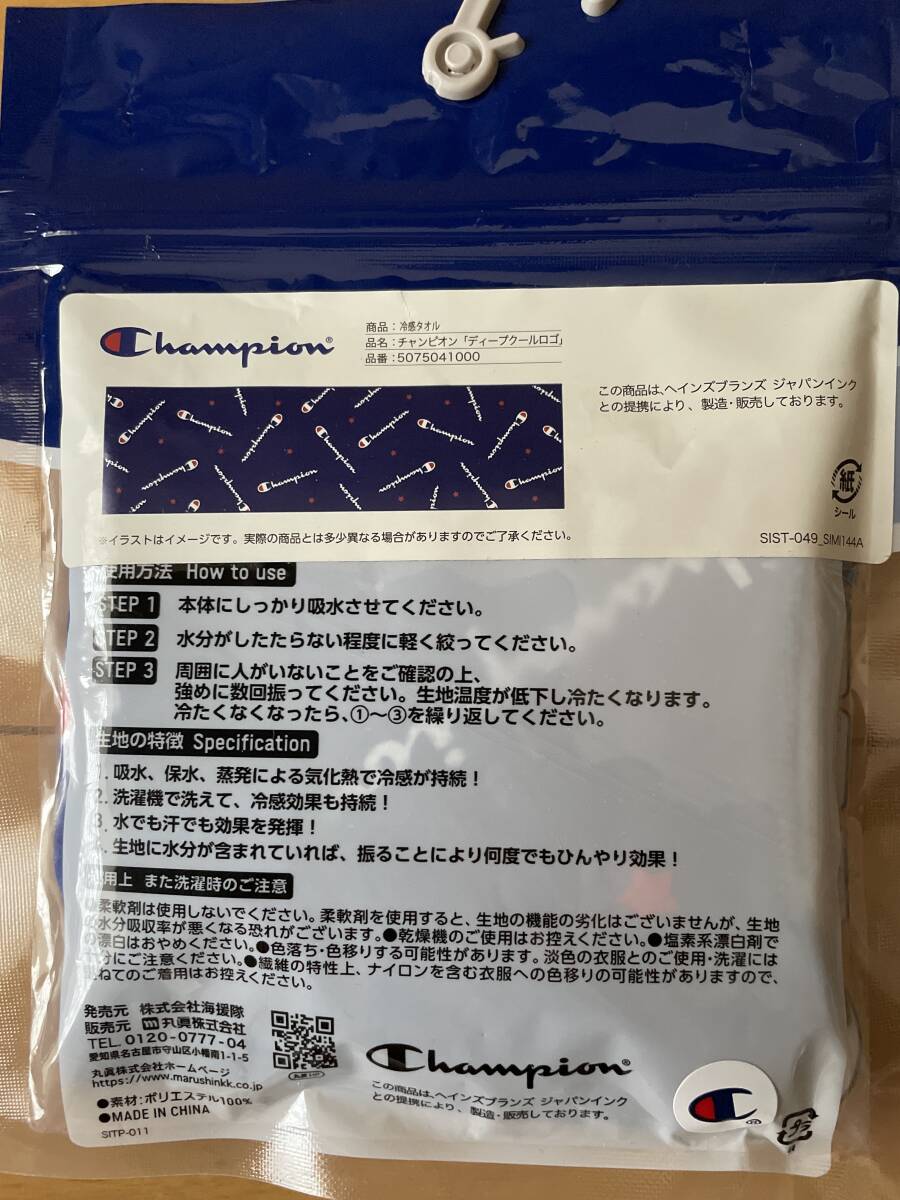 Champion
商品:冷感タオル
品名:チャンピオン「ディープクールロゴ」
品番:5075041000
この商品は、ヘインズブランズ ジャパンインク
との提携により、製造・販売しております。
Champion
紙
シール
※イラストはイメージです。実際の商品とは多少異なる場合がありますのでご了承ください。
SIST-049_SIMI144A
使用方法 How to use
STEP 1 本体にしっかり吸水させてください。
STEP 2 水分がしたたらない程度に軽く絞ってください。
STEP 3 周囲に人がいないことをご確認の上、
強めに数回振ってください。生地温度が低下し冷たくなります。
冷たくなくなったら、①〜③を繰り返してください。
生地の特徴 Specification
1. 吸水、保水、蒸発による気化熱で冷感が持続!
2. 洗濯機で洗えて、冷感効果も持続!
3. 水でも汗でも効果を発揮!
. 生地に水分が含まれていれば、振ることにより何度でもひんやり効果!
用上 また洗濯時のご注意
柔軟剤は使用しないでください。柔軟剤を使用すると、生地の機能の劣化はございませんが、生地
水分吸収率が悪くなる恐れがございます。●乾燥機のご使用はお控えください。●塩素系漂白剤で
の漂白はおやめください。●色落ち・色移りする可能性があります。淡色の衣服とのご使用・洗濯には
分にご注意ください。●繊維の特性上、ナイロンを含む衣服への色移りの可能性がありますので、
ねてのご着用はお控えください。
発売元 株式会社海援隊
販売元 m 丸眞株式会社
TEL.0120-0777-04
愛知県名古屋市守山区小幡南1-1-5
丸眞株式会社ホームページ
https://www.marushinkk.co.jp
●素材:ポリエステル100%
●MADE IN CHINA
SITP-011
Champion
この商品は、ヘインズブランズ ジャパンインク
との提携により、製造・販売しております。